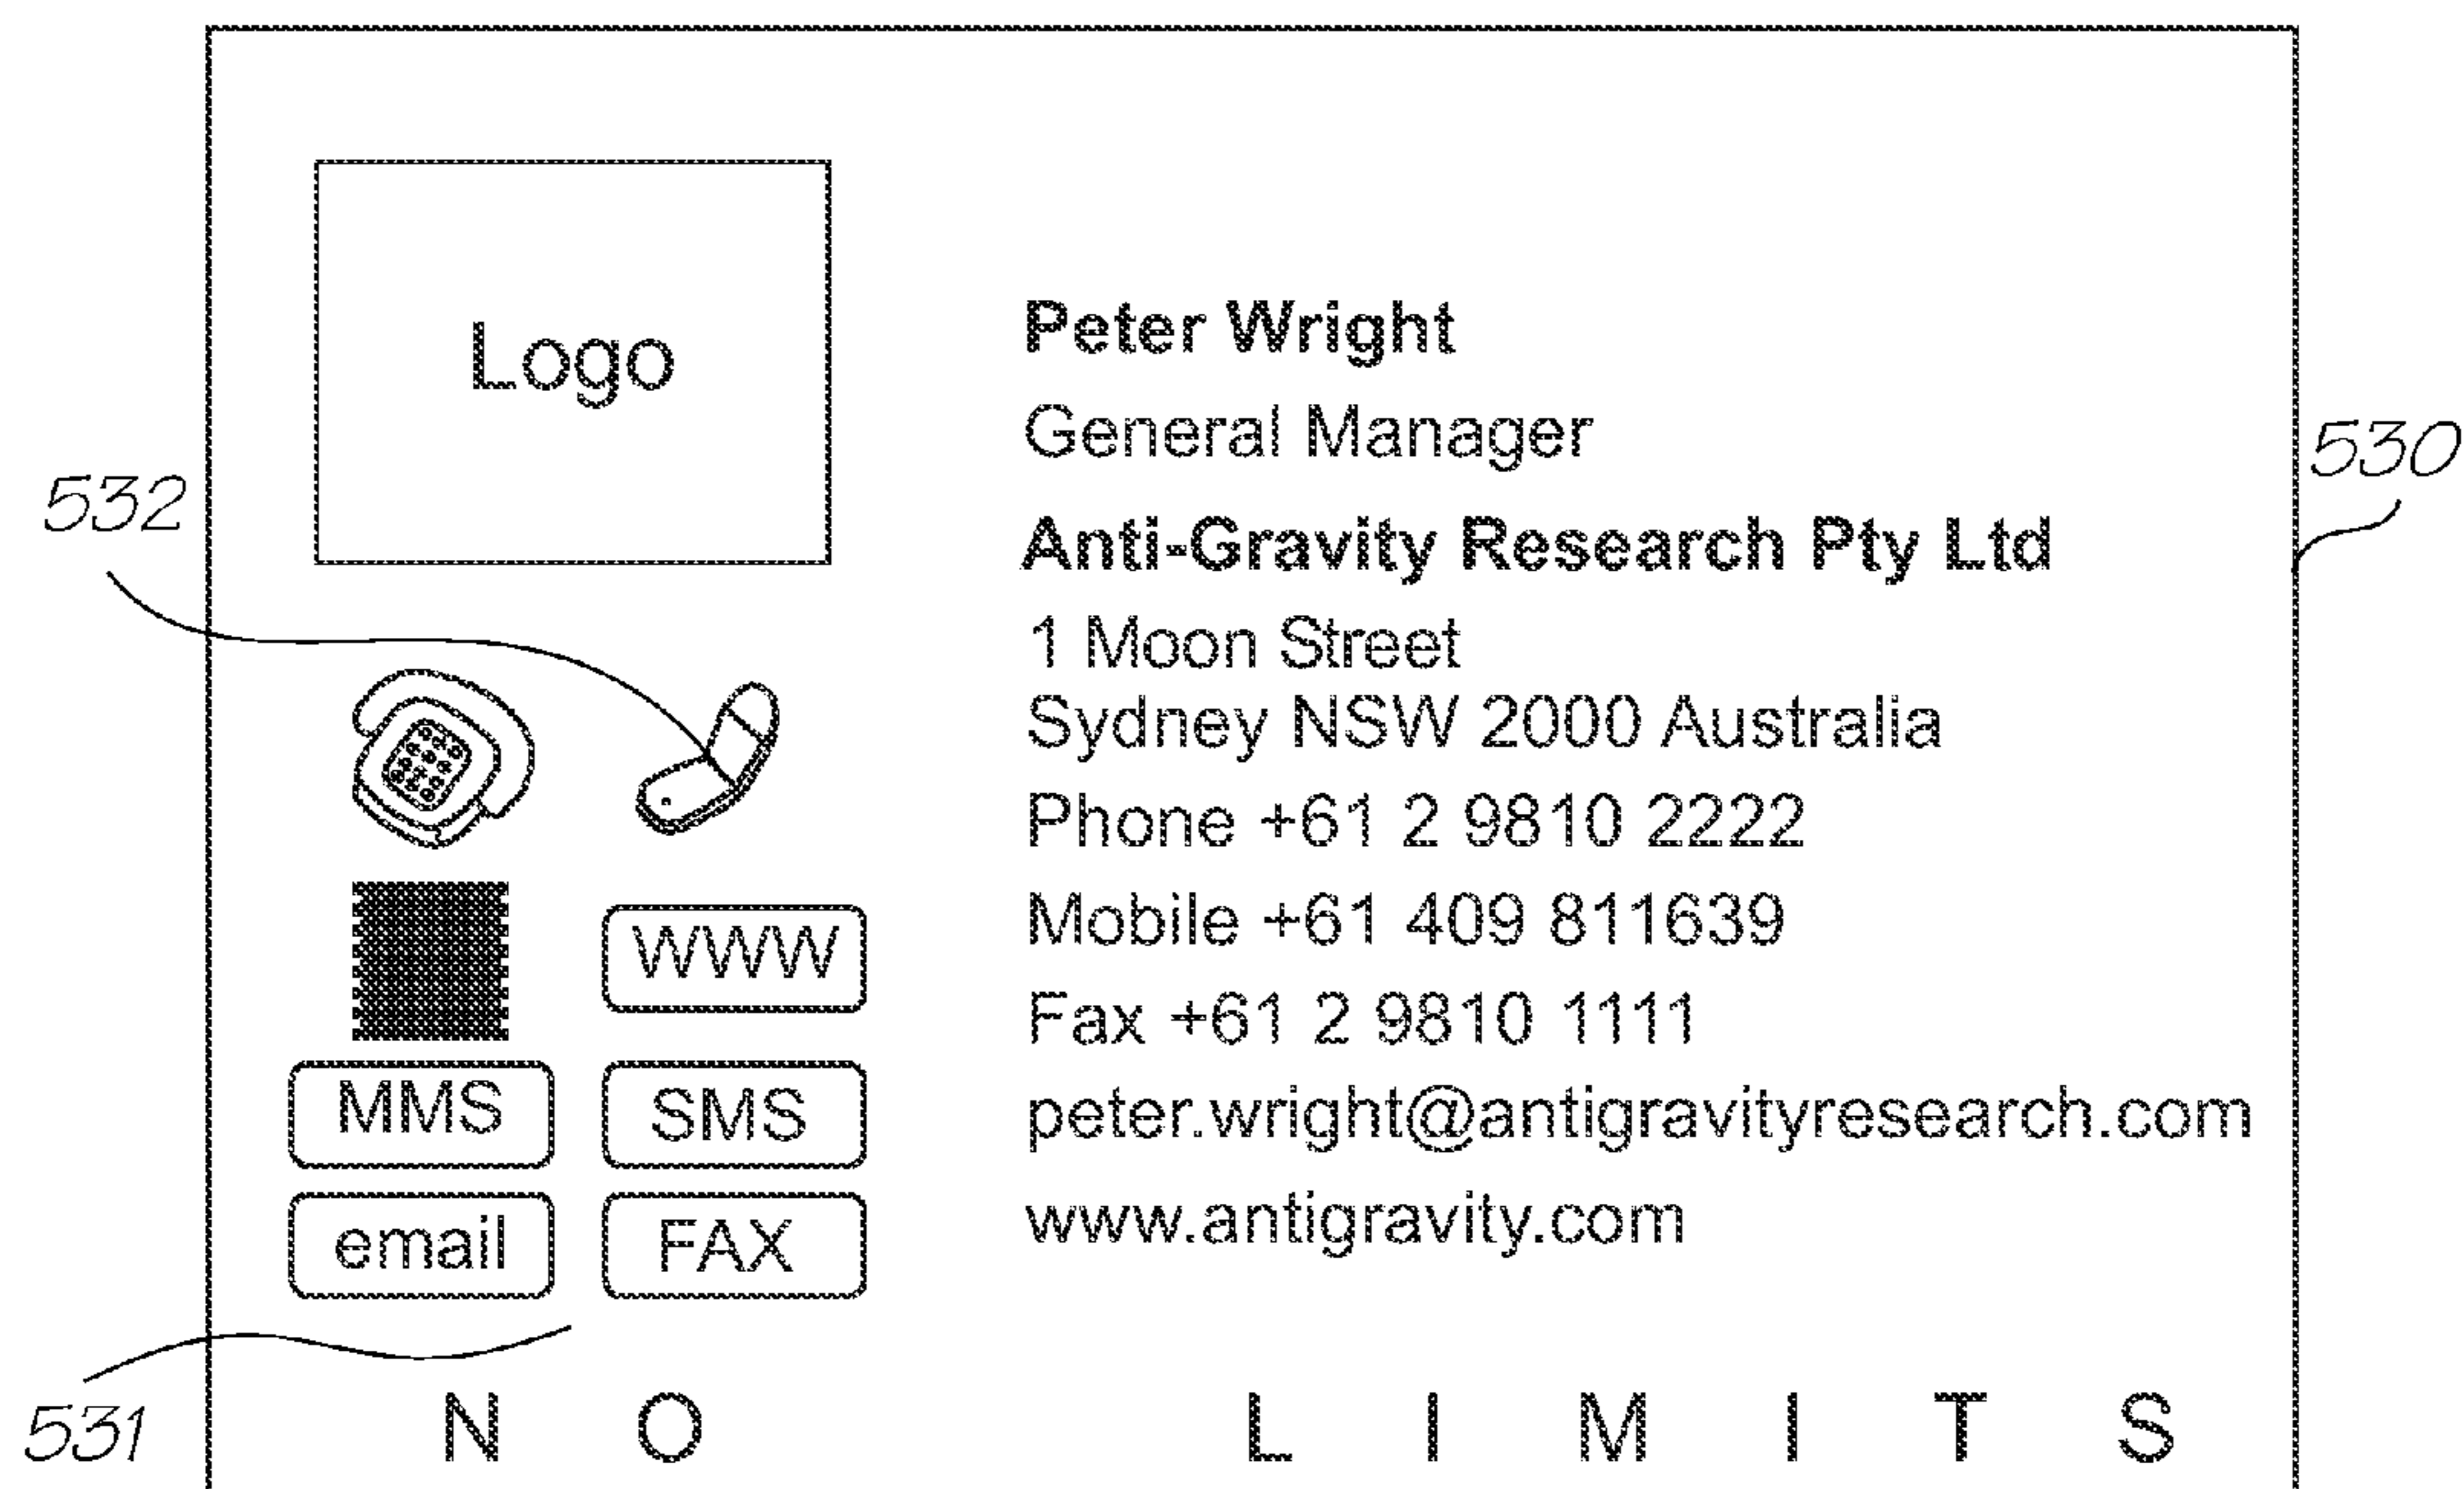 Logo
Peter Wright
General Manager
530
532
Anti-Gravity Research Pty Ltd
1 Moon Street
Sydney NSW 2000 Australia
Phone +61 2 9810 2222
WWW
Mobile +61 409 811639
Fax +61 2 9810 1111
MMS SMS
peter.wright@antigravityresearch.com
email FAX
www.antigravity.com
531
N O L I M I T S